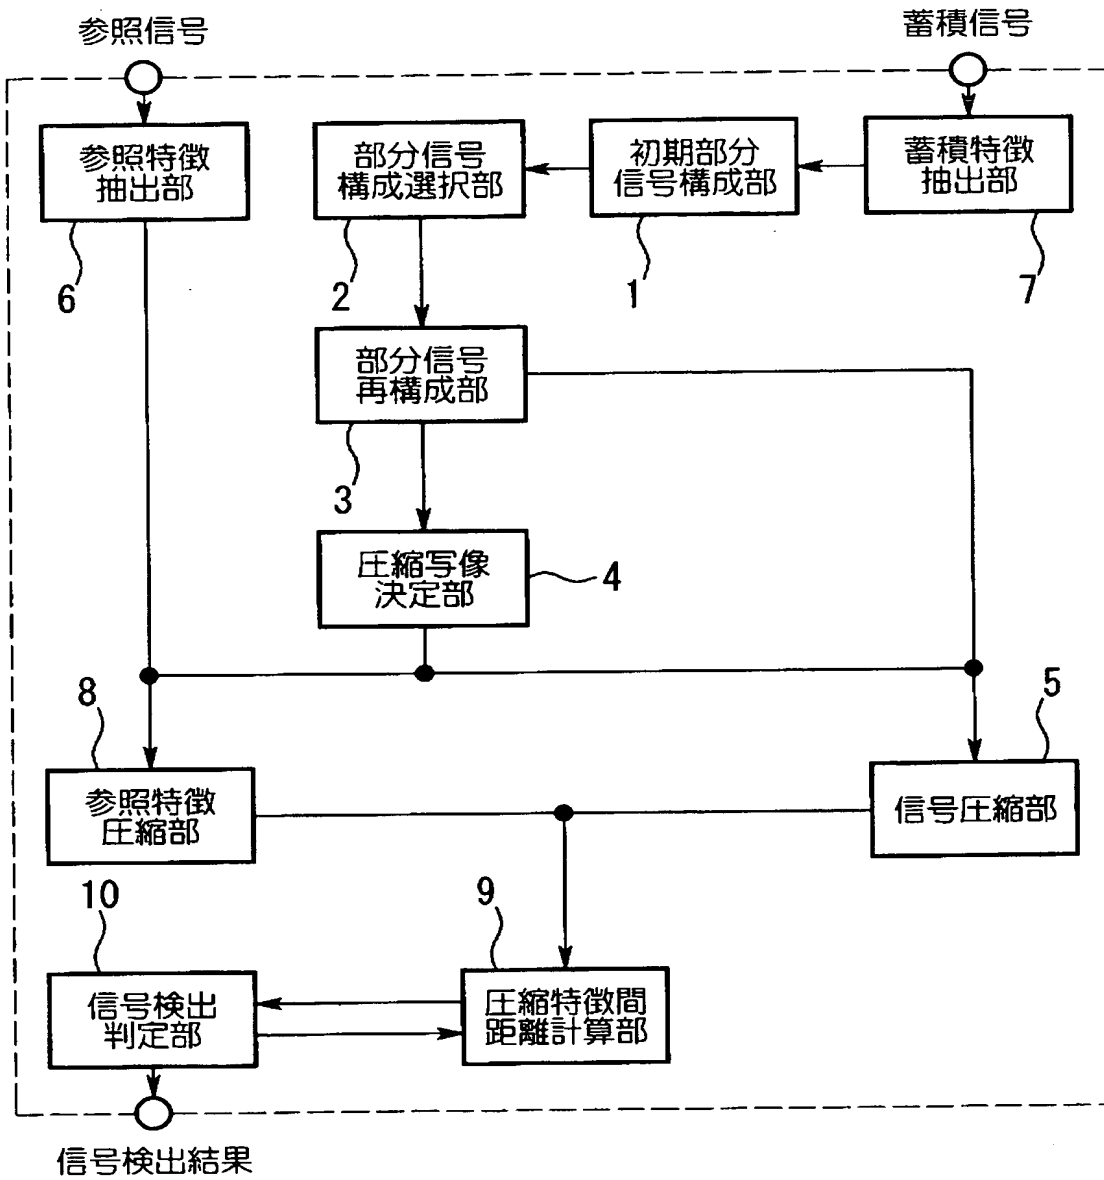 参照信号
蓄積信号
参照特徴
抽出部
部分信号
構成選択部
初期部分
信号構成部
蓄積特徴
抽出部
6
2
1
7
部分信号
再構成部
3
圧縮写像
決定部
4
8
5
参照特徴
圧縮部
信号圧縮部
10
9
信号検出
判定部
圧縮特徴間
距離計算部
信号検出結果